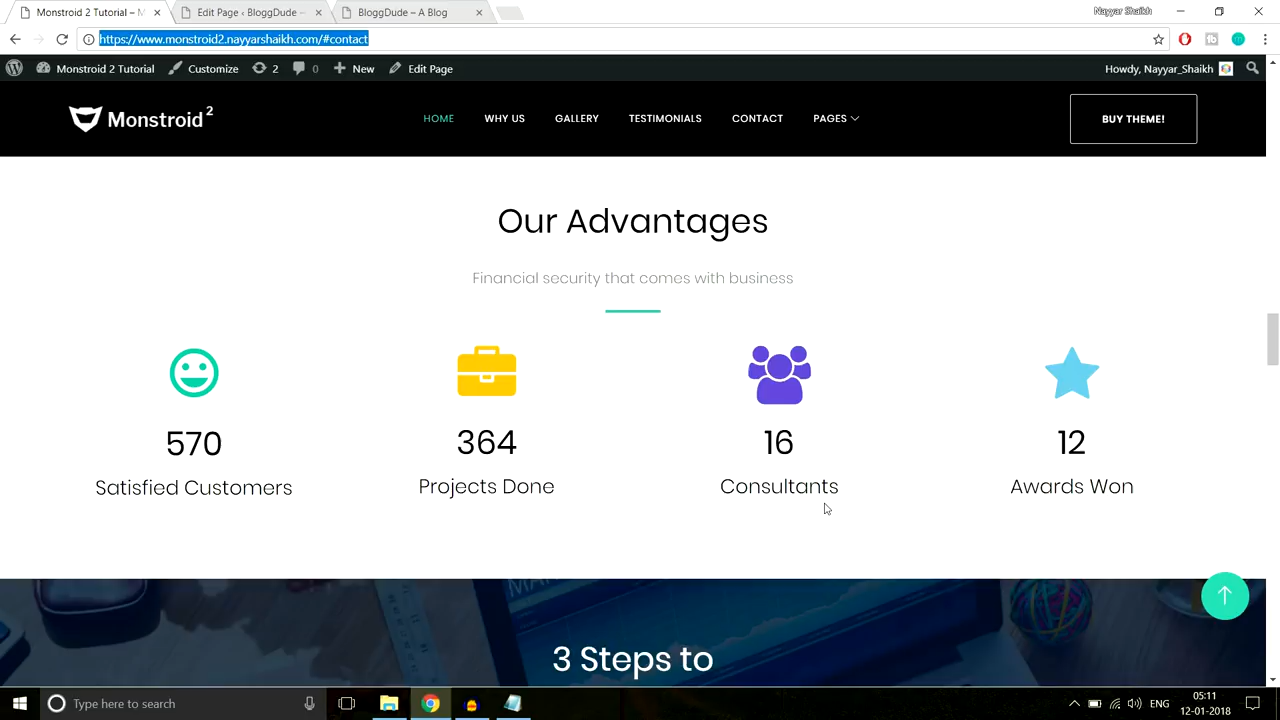 Monstroid 2 Tutorial – M
Edit Page ‹ BloggDude —
BloggDude – A Blog
Nayyar Shaikh
https://www.monstroid2.nayyarshaikh.com/#contact
Monstroid 2 Tutorial
Customize
2
0
New
Edit Page
Howdy, Nayyar_Shaikh
Monstroid 2
HOME
WHY US
GALLERY
TESTIMONIALS
CONTACT
PAGES
BUY THEME!
Our Advantages
Financial security that comes with business
570
Satisfied Customers
364
Projects Done
16
Consultants
12
Awards Won
3 Steps to
Type here to search
ENG
05:11
12-01-2018